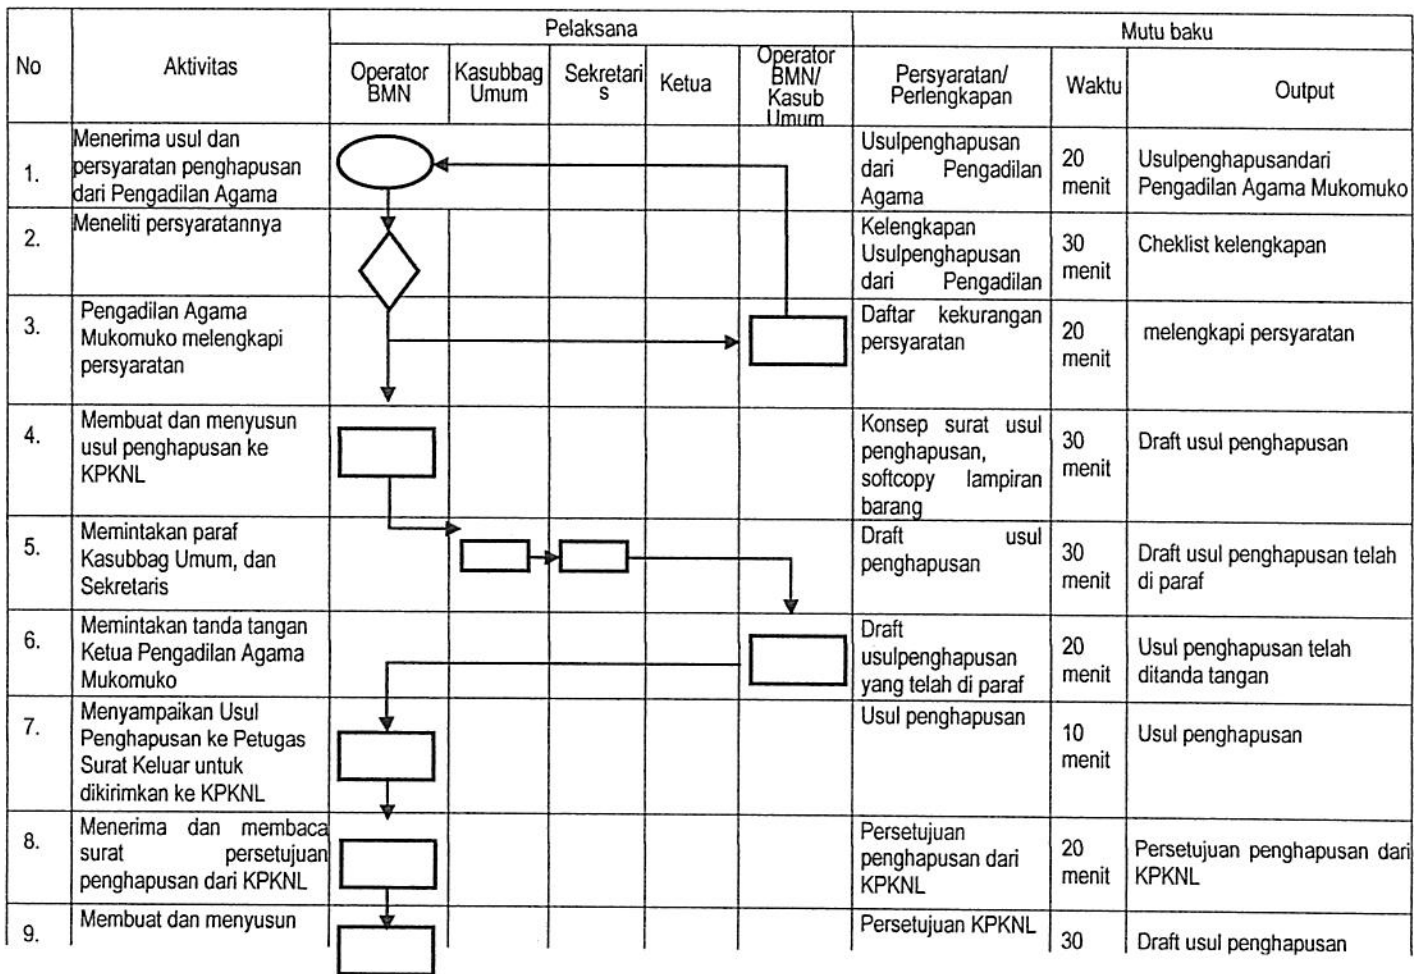 No
Aktivitas
Pelaksana
Mutu baku
Operator
BMN
Kasubbag
Umum
Sekretari
s
Ketua
Operator
BMN/
Kasub
Umum
Persyaratan/
Perlengkapan
Waktu
Output
1.
Menerima usul dan
persyaratan penghapusan
dari Pengadilan Agama
Usulpenghapusan
dari Pengadilan
Agama
20
menit
Usulpenghapusandari
Pengadilan Agama Mukomuko
2.
Meneliti persyaratannya
Kelengkapan
Usulpenghapusan
dari Pengadilan
30
menit
Cheklist kelengkapan
3.
Pengadilan Agama
Mukomuko melengkapi
persyaratan
Daftar kekurangan
persyaratan
20
menit
melengkapi persyaratan
4.
Membuat dan menyusun
usul penghapusan ke
KPKNL
Konsep surat usul
penghapusan,
softcopy lampiran
barang
30
menit
Draft usul penghapusan
5.
Memintakan paraf
Kasubbag Umum, dan
Sekretaris
Draft usul
penghapusan
30
menit
Draft usul penghapusan telah
di paraf
6.
Memintakan tanda tangan
Ketua Pengadilan Agama
Mukomuko
Draft
usulpenghapusan
yang telah di paraf
20
menit
Usul penghapusan telah
ditanda tangan
7.
Menyampaikan Usul
Penghapusan ke Petugas
Surat Keluar untuk
dikirimkan ke KPKNL
Usul penghapusan
10
menit
Usul penghapusan
8.
Menerima dan membaca
surat persetujuan
penghapusan dari KPKNL
Persetujuan
penghapusan dari
KPKNL
20
menit
Persetujuan penghapusan dari
KPKNL
9.
Membuat dan menyusun
Persetujuan KPKNL
30
Draft usul penghapusan